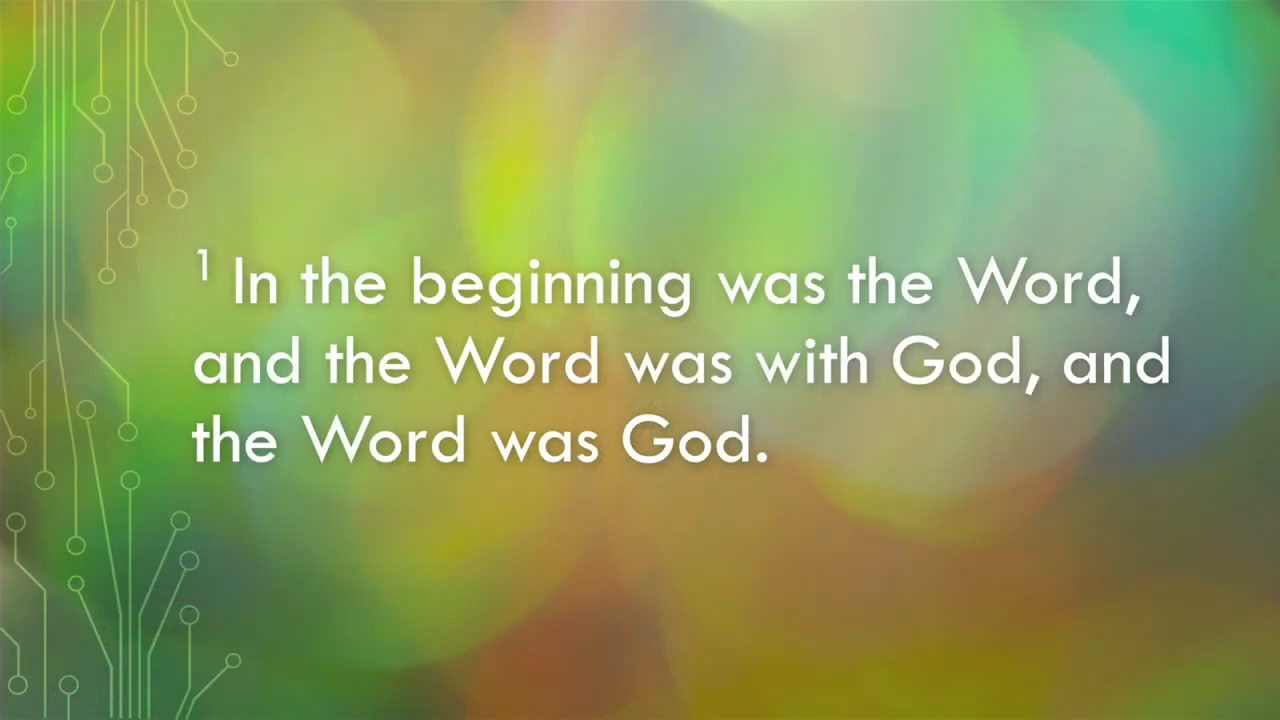 ¹ In the beginning was the Word,
and the Word was with God, and
the Word was God.